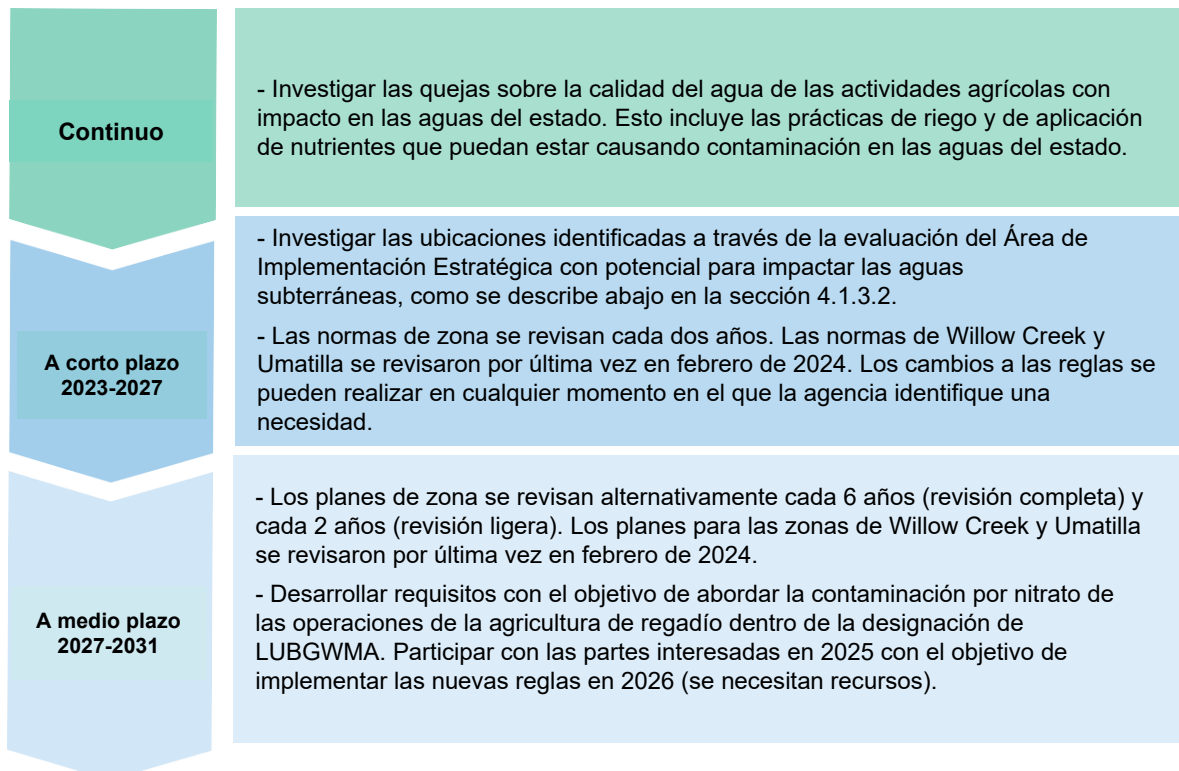 Continuo
- Investigar las quejas sobre la calidad del agua de las actividades agrícolas con
impacto en las aguas del estado. Esto incluye las prácticas de riego y de aplicación
de nutrientes que puedan estar causando contaminación en las aguas del estado.
A corto plazo
2023-2027
- Investigar las ubicaciones identificadas a través de la evaluación del Área de
Implementación Estratégica con potencial para impactar las aguas
subterráneas, como se describe abajo en la sección 4.1.3.2.
- Las normas de zona se revisan cada dos años. Las normas de Willow Creek y
Umatilla se revisaron por última vez en febrero de 2024. Los cambios a las reglas se
pueden realizar en cualquier momento en el que la agencia identifique una
necesidad.
A medio plazo
2027-2031
- Los planes de zona se revisan alternativamente cada 6 años (revisión completa) y
cada 2 años (revisión ligera). Los planes para las zonas de Willow Creek y Umatilla
se revisaron por última vez en febrero de 2024.
- Desarrollar requisitos con el objetivo de abordar la contaminación por nitrato de
las operaciones de la agricultura de regadío dentro de la designación de
LUBGWMA. Participar con las partes interesadas en 2025 con el objetivo de
implementar las nuevas reglas en 2026 (se necesitan recursos).